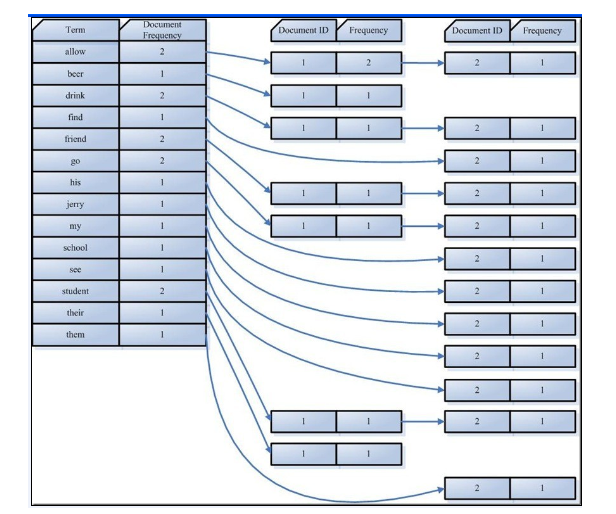 Term Document Frequency Document ID Frequency Document ID Frequency
allow 2 1 2 2 1
beer 1 1 1
drink 2 1 1 2 1
find 1 2 1
friend 2 1 1 2 1
go 2 1 1 2 1
his 1 2 1
jerry 1 2 1
my 1 2 1
school 1 2 1
see 1 2 1
student 2 1 1 2 1
their 1 1 1
them 1 2 1